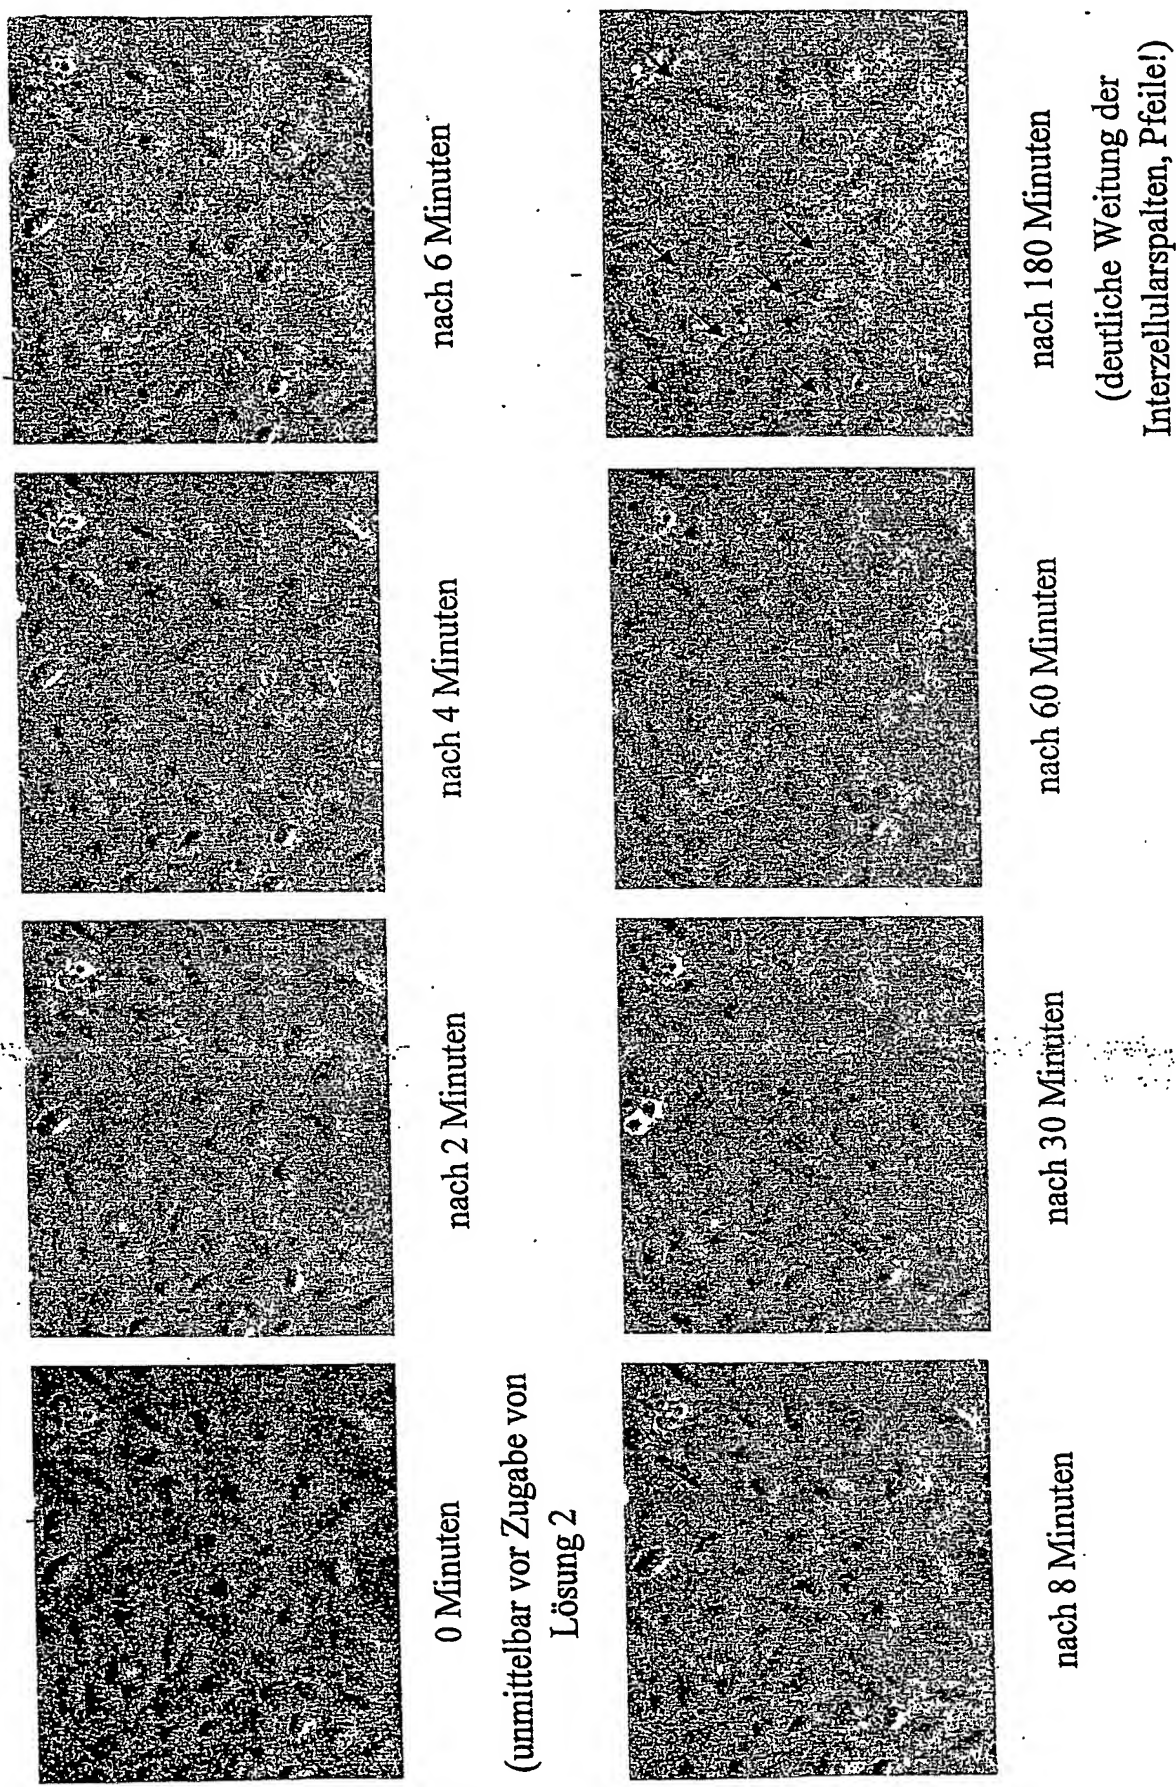 0 Minuten
(unmittelbar vor Zugabe von
Lösung 2
nach 2 Minuten
nach 4 Minuten
nach 6 Minuten
nach 8 Minuten
nach 30 Minuten
nach 60 Minuten
nach 180 Minuten
(deutliche Weitung der
Interzellularspalten, Pfeile!)